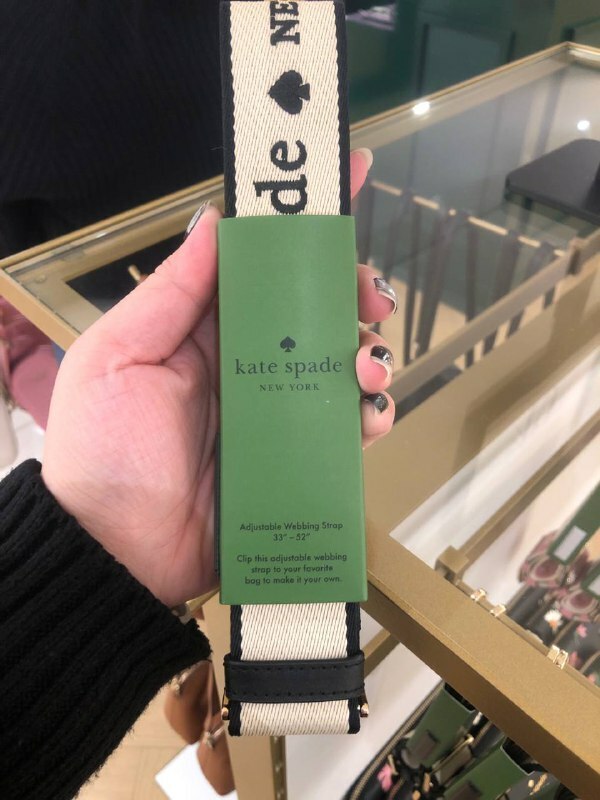 de ♠ NE
kate spade
NEW YORK
Adjustable Webbing Strap
33" – 52"
Clip this adjustable webbing
strap to your favorite
bag to make it your own.